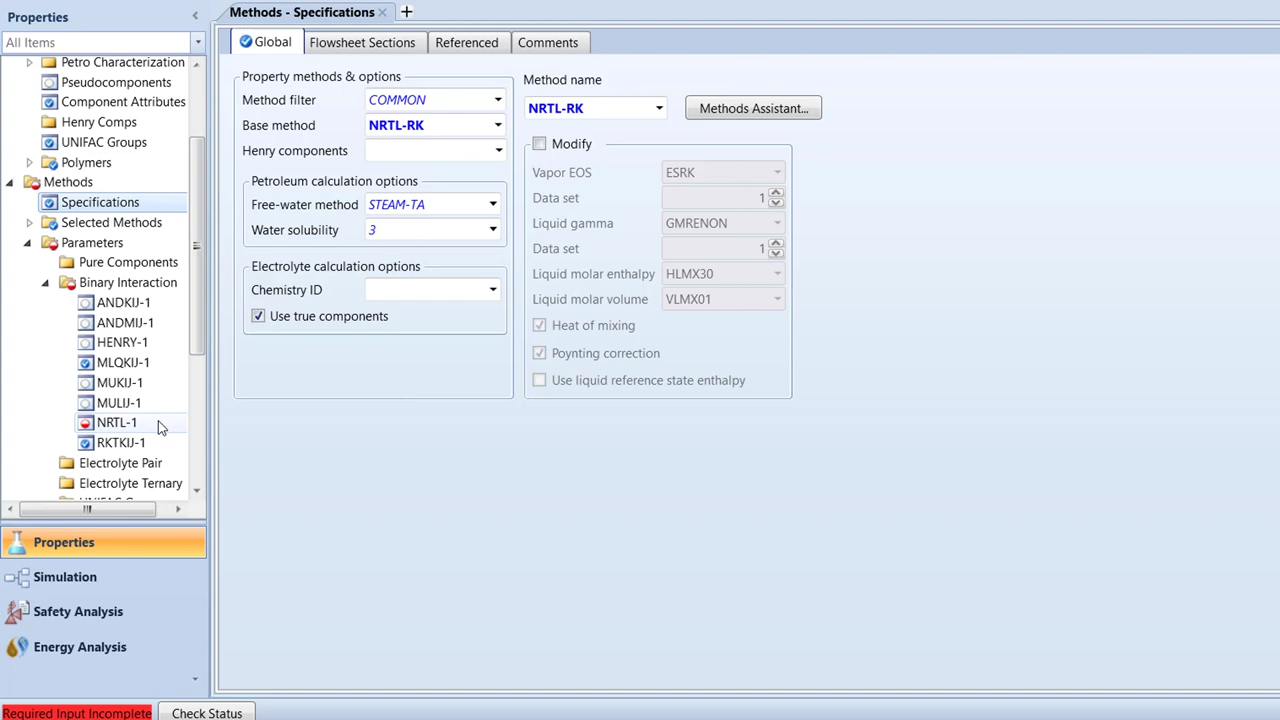 Properties
All Items
Petro Characterization
Pseudocomponents
Component Attributes
Henry Comps
UNIFAC Groups
Polymers
Methods
Specifications
Selected Methods
Parameters
Pure Components
Binary Interaction
ANDKIJ-1
ANDMIJ-1
HENRY-1
MLQKIJ-1
MUKIJ-1
MULIJ-1
NRTL-1
RKTKIJ-1
Electrolyte Pair
Electrolyte Ternary
Properties
Simulation
Safety Analysis
Energy Analysis
Required Input Incomplete
Check Status
Methods - Specifications
Global
Flowsheet Sections
Referenced
Comments
Property methods & options
Method filter COMMON
Base method NRTL-RK
Henry components
Petroleum calculation options
Free-water method STEAM-TA
Water solubility 3
Electrolyte calculation options
Chemistry ID
Use true components
Method name
NRTL-RK
Methods Assistant...
Modify
Vapor EOS ESRK
Data set 1
Liquid gamma GMRENON
Data set 1
Liquid molar enthalpy HLMX30
Liquid molar volume VLMX01
Heat of mixing
Poynting correction
Use liquid reference state enthalpy